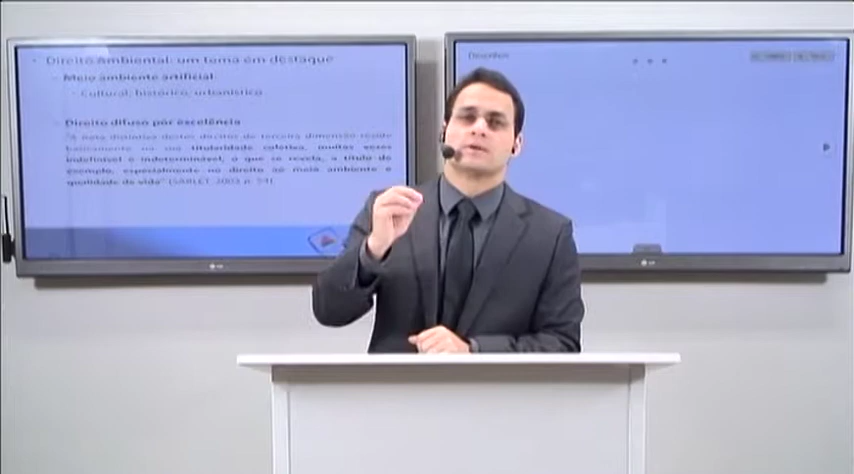 Direito Ambiental: um tema em destaque
Meio ambiente artificial
Cultural, histórico, urbanístico
Direito difuso por excelência
"A nota distintiva destes direitos de terceira dimensão reside
basicamente na sua titularidade coletiva, muitas vezes
indefinível e indeterminável, o que se revela, a título de
exemplo, especialmente no direito ao meio ambiente e
qualidade de vida" (SARLET, 2003, p. 54)
Desenhos
LG
LG